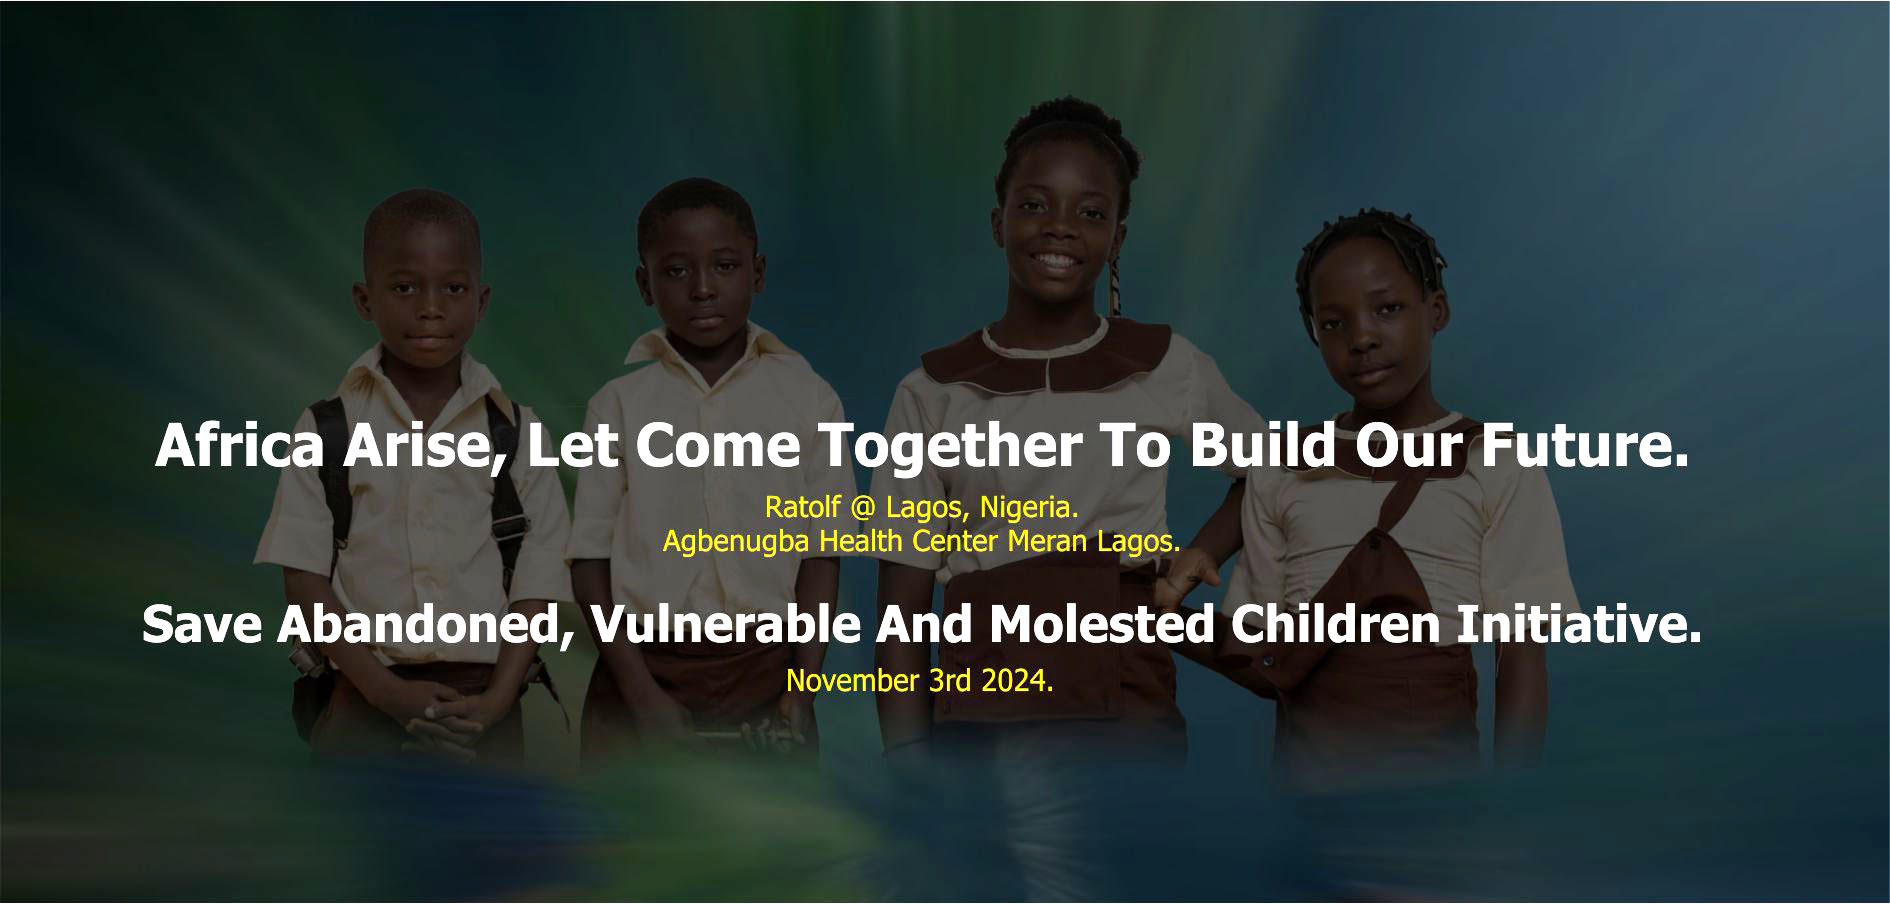 Africa Arise, Let Come Together To Build Our Future.
Ratolf @ Lagos, Nigeria.
Agbenugba Health Center Meran Lagos.
Save Abandoned, Vulnerable And Molested Children Initiative.
November 3rd 2024.